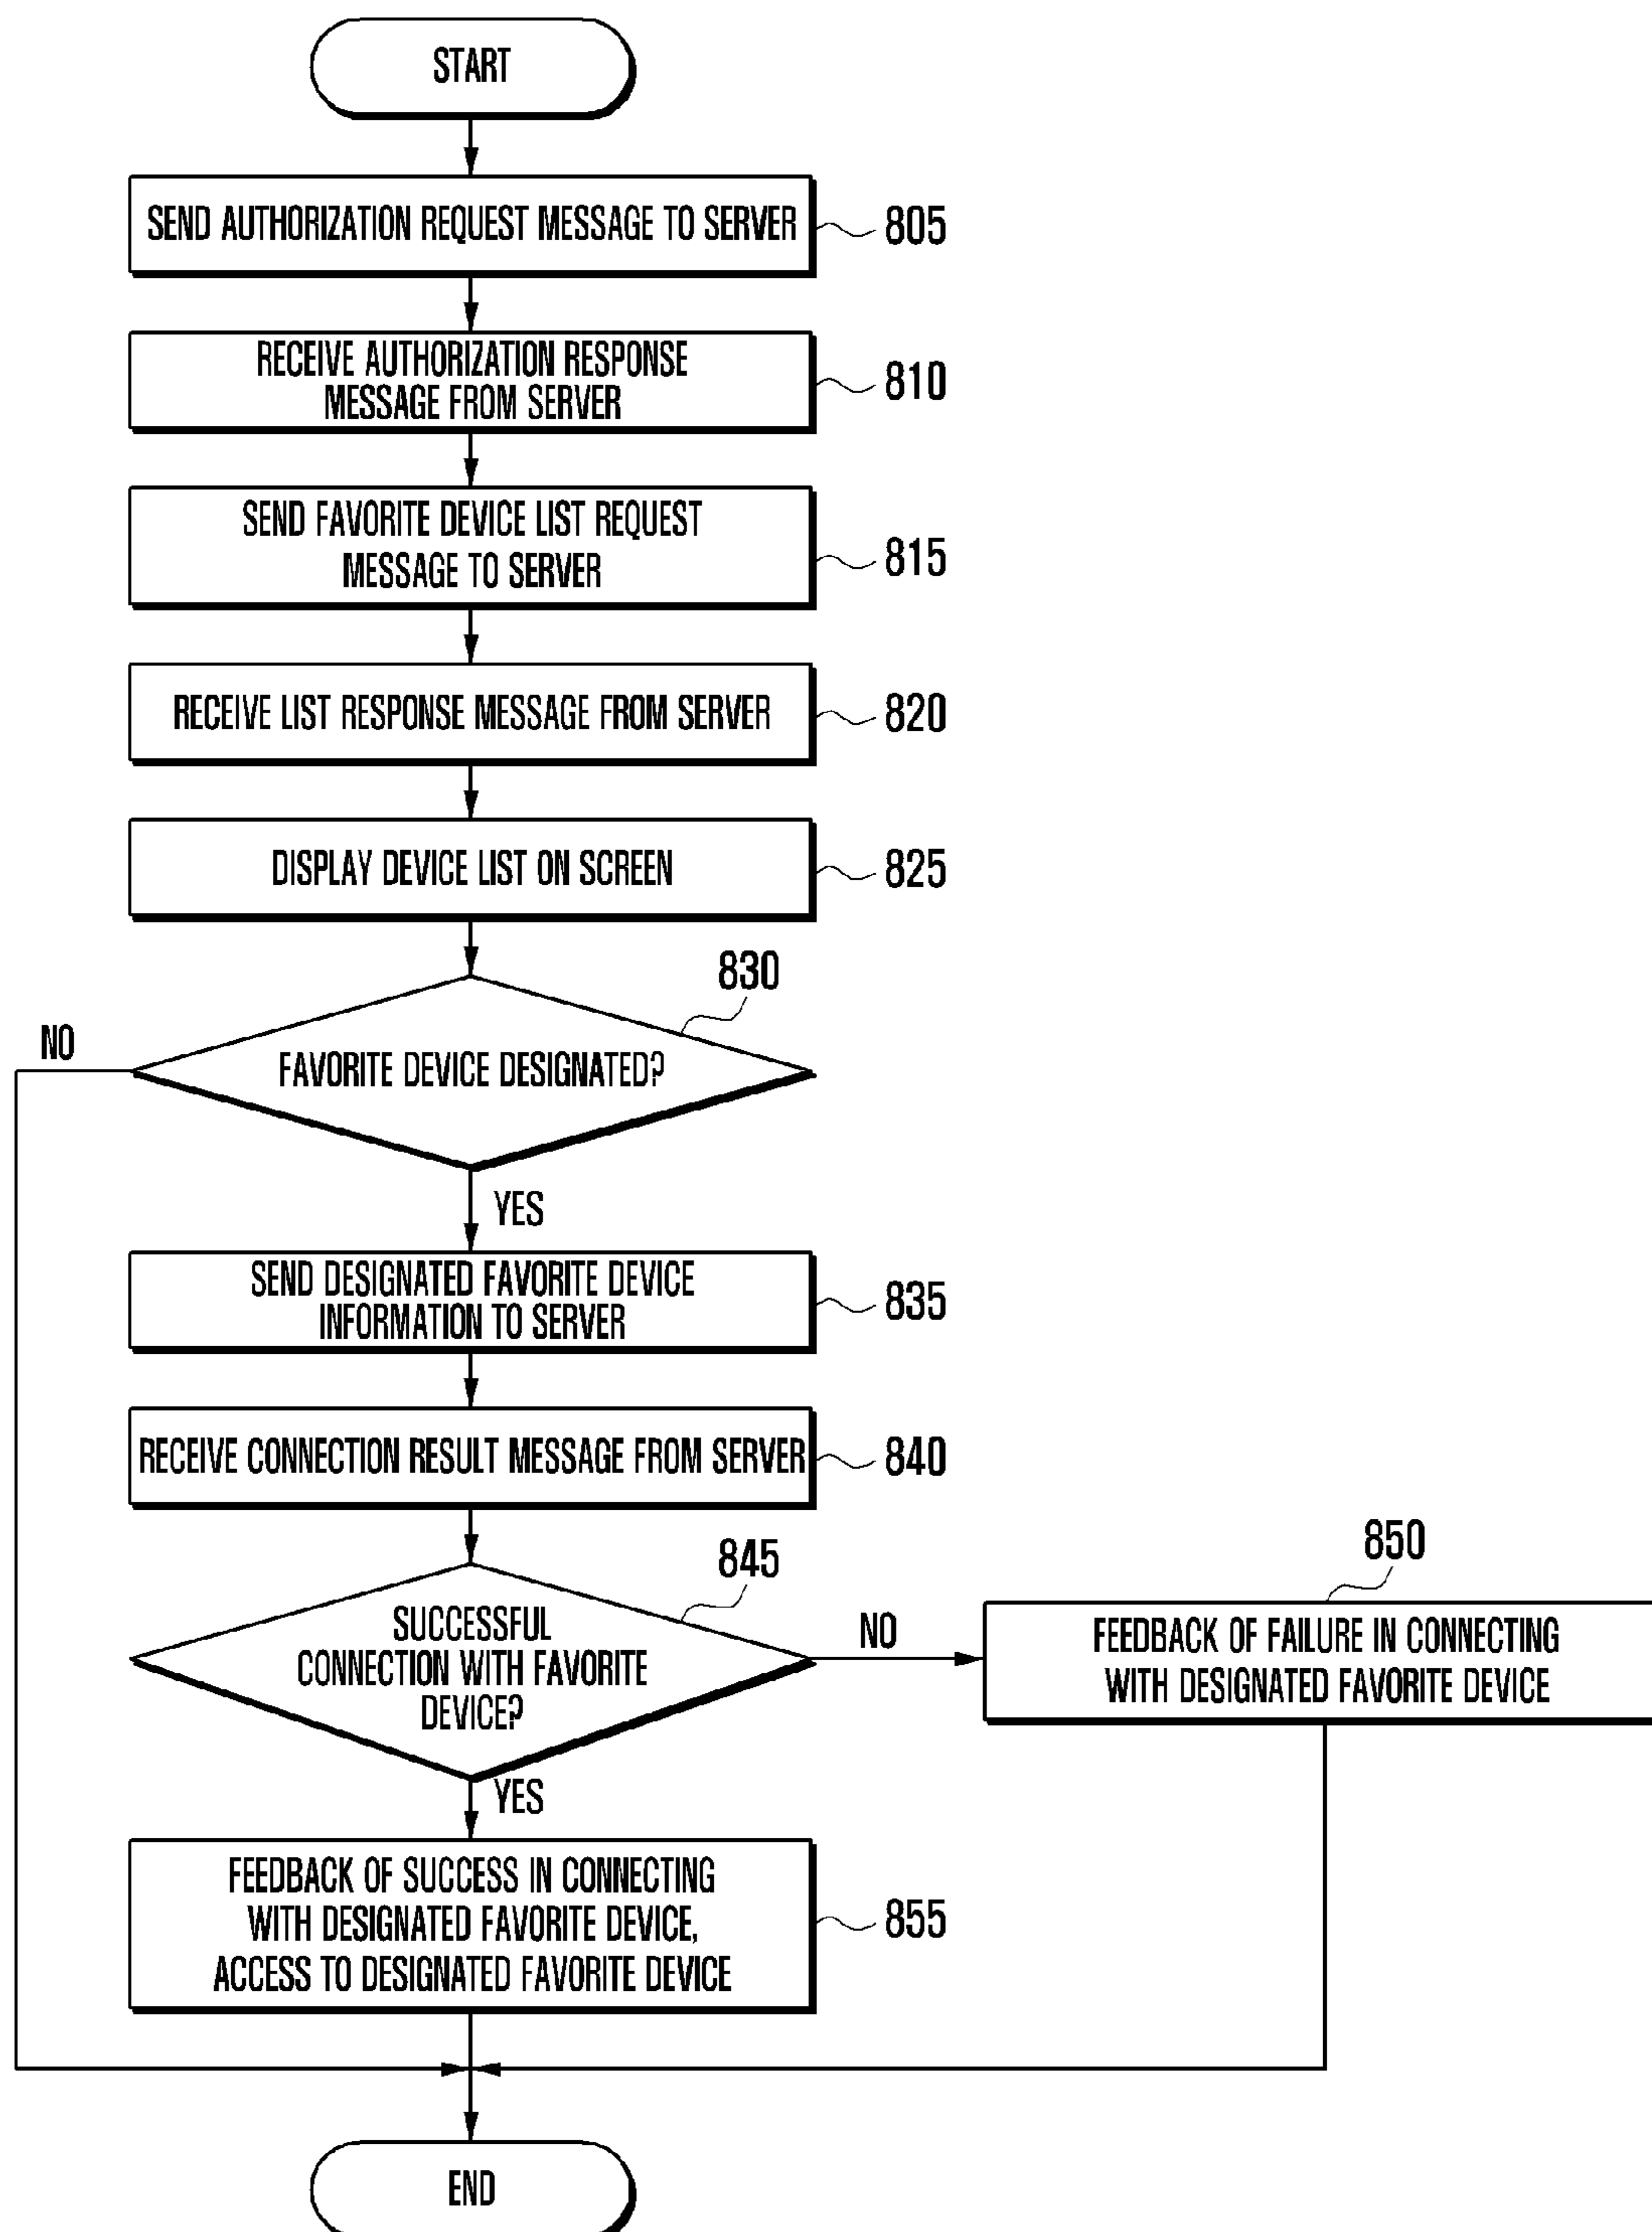 START
SEND AUTHORIZATION REQUEST MESSAGE TO SERVER
805
RECEIVE AUTHORIZATION RESPONSE
MESSAGE FROM SERVER
810
SEND FAVORITE DEVICE LIST REQUEST
MESSAGE TO SERVER
815
RECEIVE LIST RESPONSE MESSAGE FROM SERVER
820
DISPLAY DEVICE LIST ON SCREEN
825
830
NO
FAVORITE DEVICE DESIGNATED?
YES
SEND DESIGNATED FAVORITE DEVICE
INFORMATION TO SERVER
835
RECEIVE CONNECTION RESULT MESSAGE FROM SERVER
840
845
SUCCESSFUL
CONNECTION WITH FAVORITE
DEVICE?
NO
850
FEEDBACK OF FAILURE IN CONNECTING
WITH DESIGNATED FAVORITE DEVICE
YES
FEEDBACK OF SUCCESS IN CONNECTING
WITH DESIGNATED FAVORITE DEVICE,
ACCESS TO DESIGNATED FAVORITE DEVICE
855
END